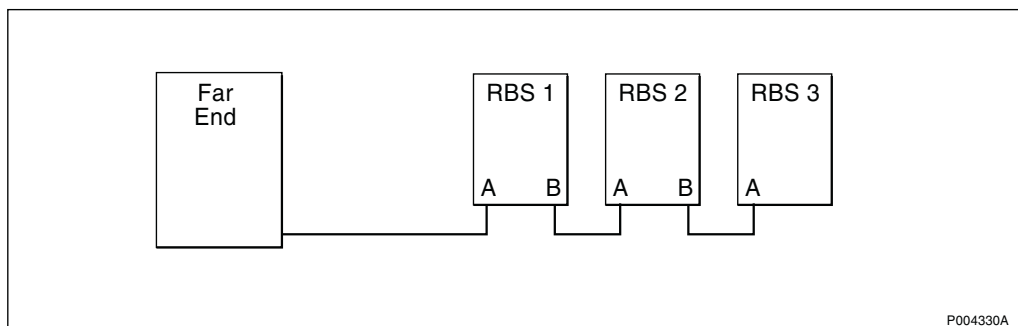 Far
End
RBS 1
RBS 2
RBS 3
A
B
A
B
A
P004330A